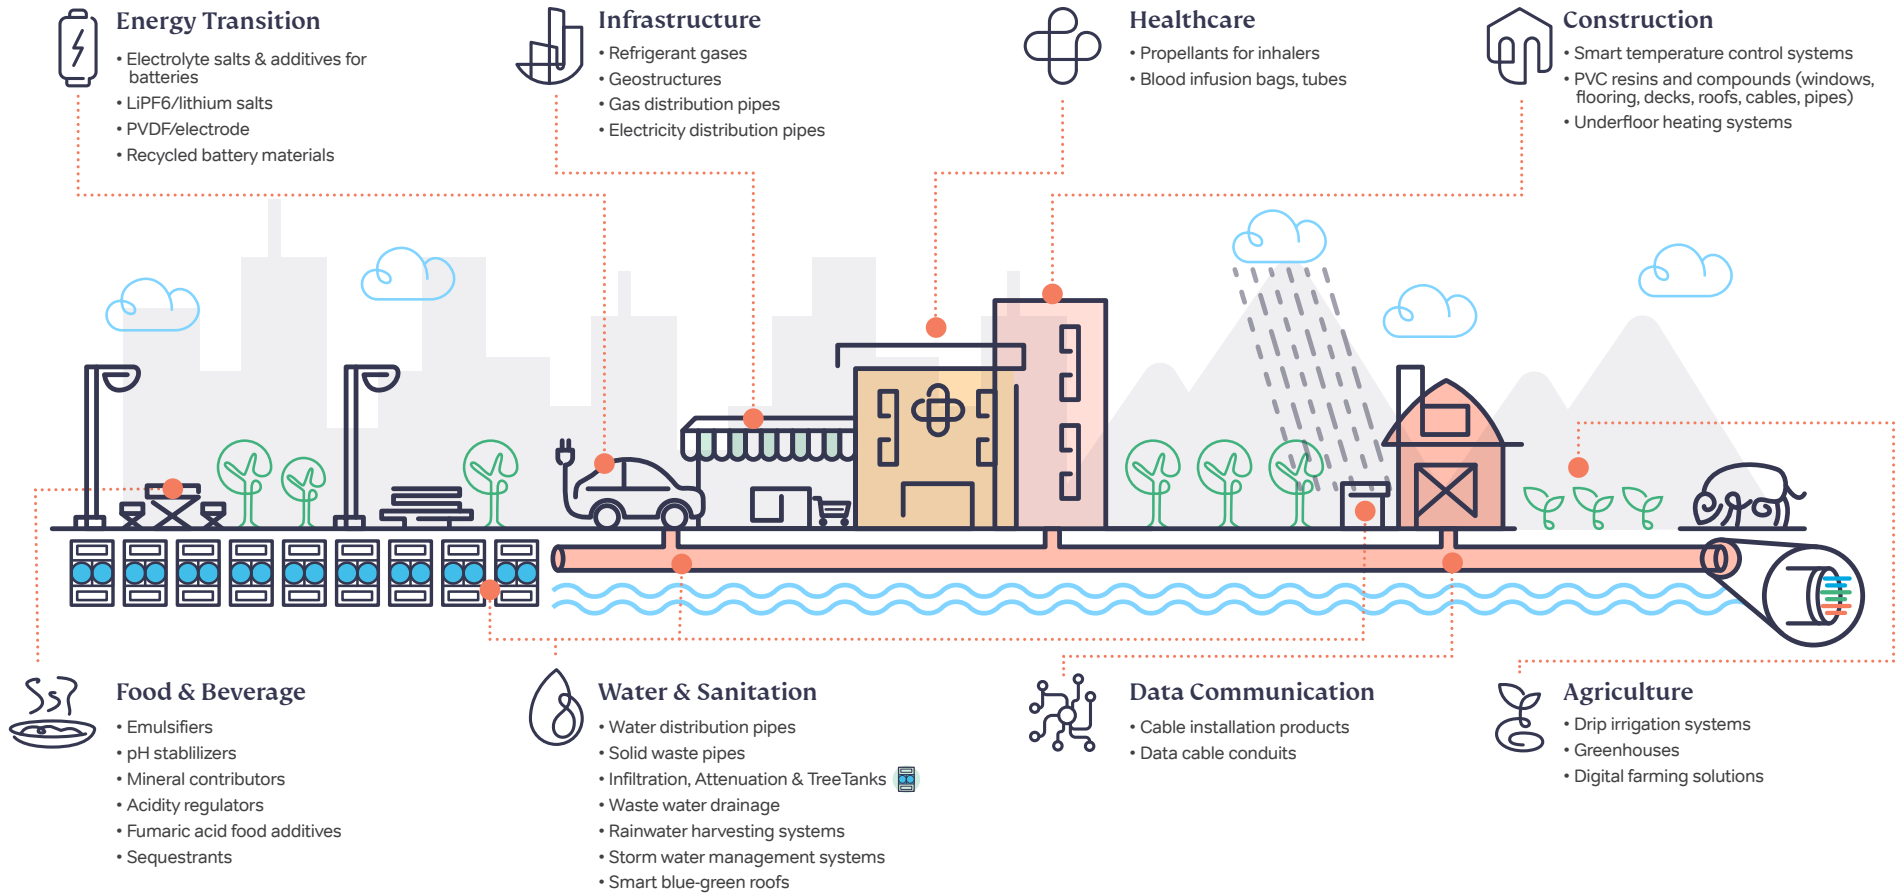 Energy Transition
• Electrolyte salts & additives for
batteries
• LiPF6/lithium salts
• PVDF/electrode
• Recycled battery materials
Infrastructure
• Refrigerant gases
• Geostructures
• Gas distribution pipes
• Electricity distribution pipes
Healthcare
• Propellants for inhalers
• Blood infusion bags, tubes
Construction
• Smart temperature control systems
• PVC resins and compounds (windows,
flooring, decks, roofs, cables, pipes)
• Underfloor heating systems
Food & Beverage
• Emulsifiers
• pH stablilizers
• Mineral contributors
• Acidity regulators
• Fumaric acid food additives
• Sequestrants
Water & Sanitation
• Water distribution pipes
• Solid waste pipes
• Infiltration, Attenuation & TreeTanks
• Waste water drainage
• Rainwater harvesting systems
• Storm water management systems
• Smart blue-green roofs
Data Communication
• Cable installation products
• Data cable conduits
Agriculture
• Drip irrigation systems
• Greenhouses
• Digital farming solutions